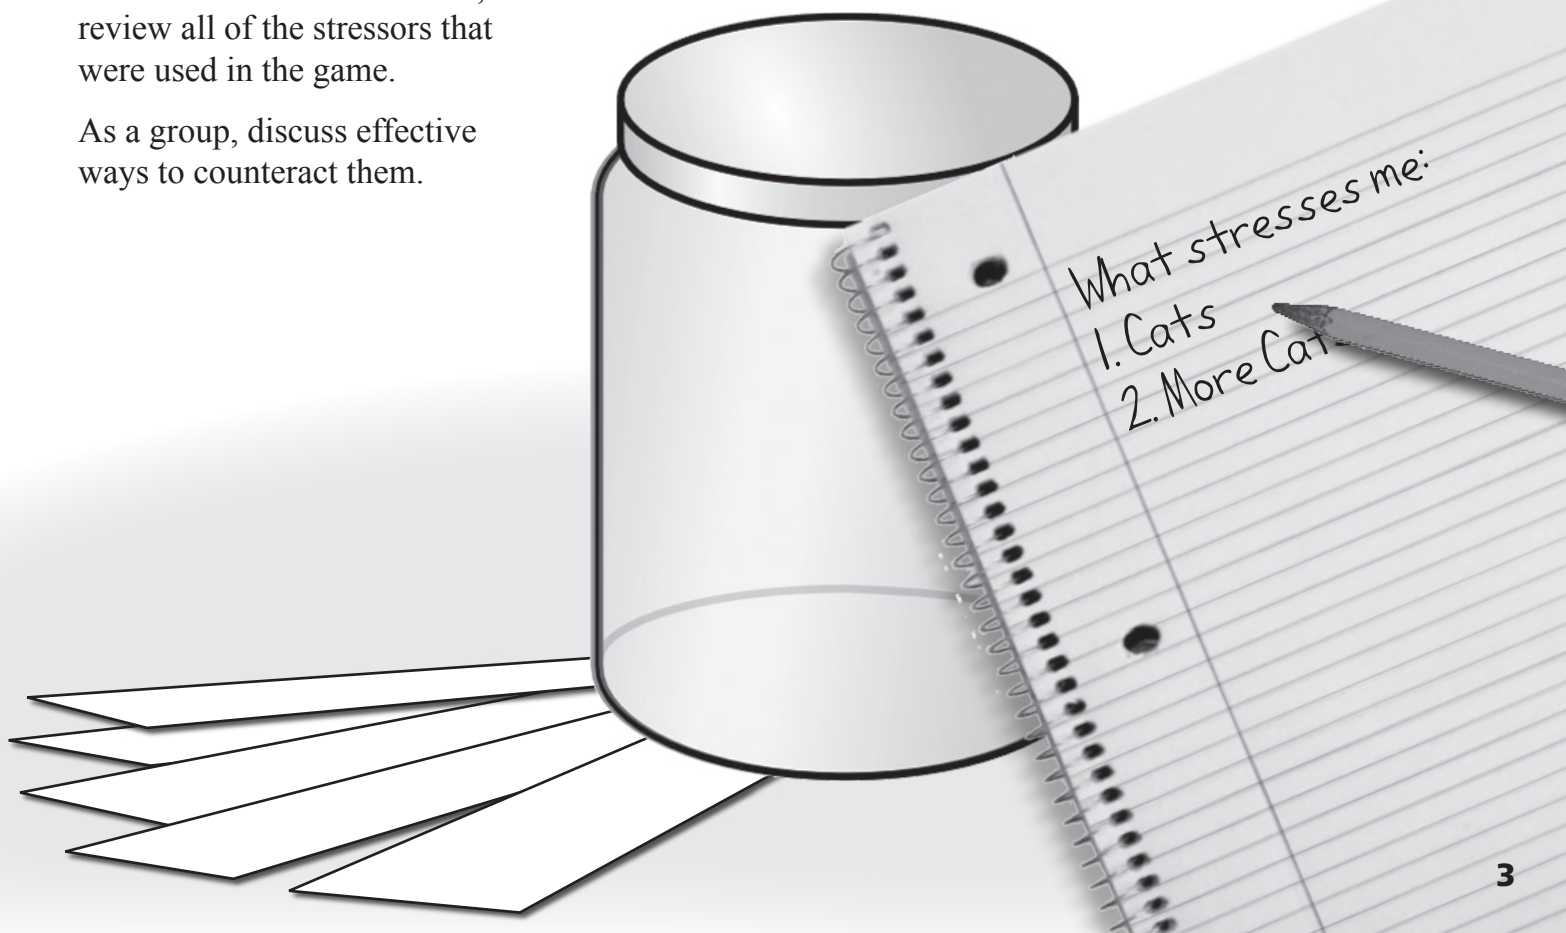 review all of the stressors that
were used in the game.
As a group, discuss effective
ways to counteract them.
What stresses me:
1. Cats
2. More Cats
3